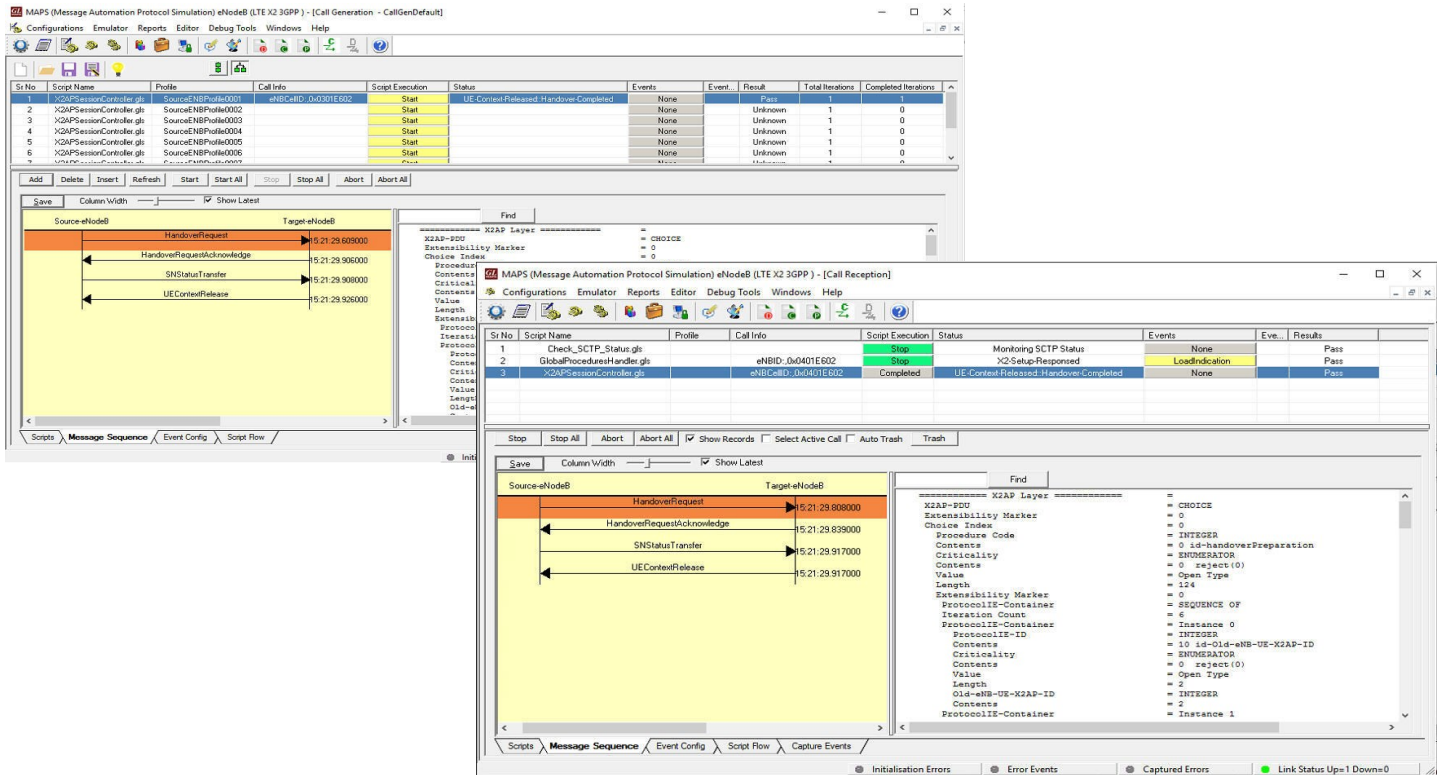 MAPS (Message Automation Protocol Simulation) eNodeB (LTE X2 3GPP ) - [Call Generation - CallGenDefault]
Configurations Emulator Reports Editor Debug Tools Windows Help
Sr No Script Name Profile Call Info Script Execution Status Events Event... Result Total Iterations Completed Iterations
1 X2APSessionController.gls SourceENBProfile0001 eNBCellID:,0x0301E602 Start UE-Context-Released::Handover-Completed None Pass 1 1
2 X2APSessionController.gls SourceENBProfile0002 Start None Unknown 1 0
3 X2APSessionController.gls SourceENBProfile0003 Start None Unknown 1 0
4 X2APSessionController.gls SourceENBProfile0004 Start None Unknown 1 0
5 X2APSessionController.gls SourceENBProfile0005 Start None Unknown 1 0
6 X2APSessionController.gls SourceENBProfile0006 Start None Unknown 1 0
Add Delete Insert Refresh Start Start All Stop Stop All Abort Abort All
Save Column Width Show Latest
Find
Source-eNodeB Target-eNodeB
HandoverRequest
15:21:29.609000
HandoverRequestAcknowledge
15:21:29.906000
SNStatusTransfer
15:21:29.908000
UEContextRelease
15:21:29.926000
============ X2AP Layer ============ =
X2AP-PDU = CHOICE
Extensibility Marker = 0
Choice Index = 0
Scripts Message Sequence Event Config Script Flow
MAPS (Message Automation Protocol Simulation) eNodeB (LTE X2 3GPP ) - [Call Reception]
Configurations Emulator Reports Editor Debug Tools Windows Help
Sr No Script Name Profile Call Info Script Execution Status Events Eve... Results
1 Check_SCTP_Status.gls Stop Monitoring SCTP Status None Pass
2 GlobalProceduresHandler.gls eNBID:,0x0401E602 Stop X2-Setup-Responsed LoadIndication Pass
3 X2APSessionController.gls eNBCellID:,0x0401E602 Completed UE-Context-Released::Handover-Completed None Pass
Stop Stop All Abort Abort All Show Records Select Active Call Auto Trash Trash
Save Column Width Show Latest
Find
Source-eNodeB Target-eNodeB
HandoverRequest
15:21:29.808000
HandoverRequestAcknowledge
15:21:29.839000
SNStatusTransfer
15:21:29.917000
UEContextRelease
15:21:29.917000
============ X2AP Layer ============ =
X2AP-PDU = CHOICE
Extensibility Marker = 0
Choice Index = 0
Procedure Code = INTEGER
Contents = 0 id-handoverPreparation
Criticality = ENUMERATOR
Contents = 0 reject(0)
Value = Open Type
Length = 124
Extensibility Marker = 0
ProtocolIE-Container = SEQUENCE OF
Iteration Count = 6
ProtocolIE-Container = Instance 0
ProtocolIE-ID = INTEGER
Contents = 10 id-Old-eNB-UE-X2AP-ID
Criticality = ENUMERATOR
Contents = 0 reject(0)
Value = Open Type
Length = 2
Old-eNB-UE-X2AP-ID = INTEGER
Contents = 2
ProtocolIE-Container = Instance 1
Scripts Message Sequence Event Config Script Flow Capture Events
Initialisation Errors Error Events Captured Errors Link Status Up=1 Down=0